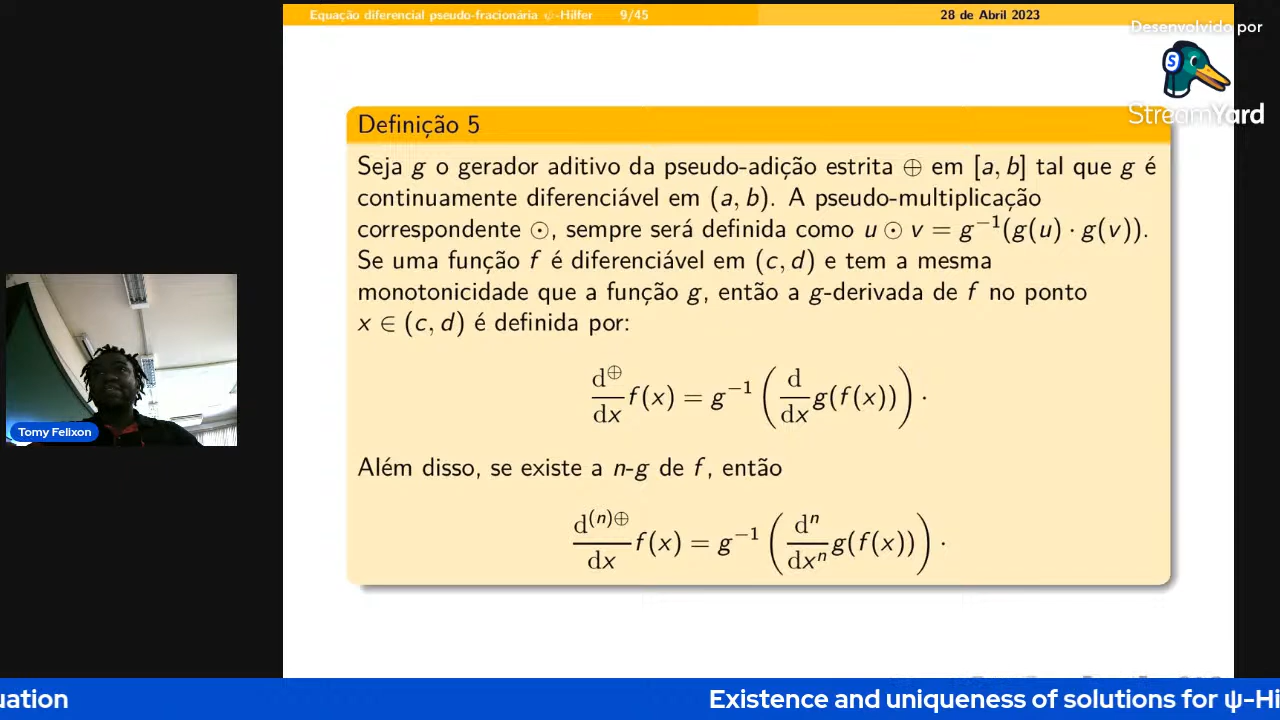 Equação diferencial pseudo-fracionária ψ-Hilfer 9/45 28 de Abril 2023
Desenvolvido por
StreamYard
Definição 5
Seja g o gerador aditivo da pseudo-adição estrita ⊕ em [a, b] tal que g é
continuamente diferenciável em (a, b). A pseudo-multiplicação
correspondente ⊙, sempre será definida como u ⊙ v = g⁻¹(g(u) · g(v)).
Se uma função f é diferenciável em (c, d) e tem a mesma
monotonicidade que a função g, então a g-derivada de f no ponto
x ∈ (c, d) é definida por:
d⊕/dx f(x) = g⁻¹ (d/dx g(f(x))) ·
Além disso, se existe a n-g de f, então
d⁽ⁿ⁾⊕/dx f(x) = g⁻¹ (dⁿ/dxⁿ g(f(x))) ·
Tomy Felixon
uation Existence and uniqueness of solutions for ψ-Hi